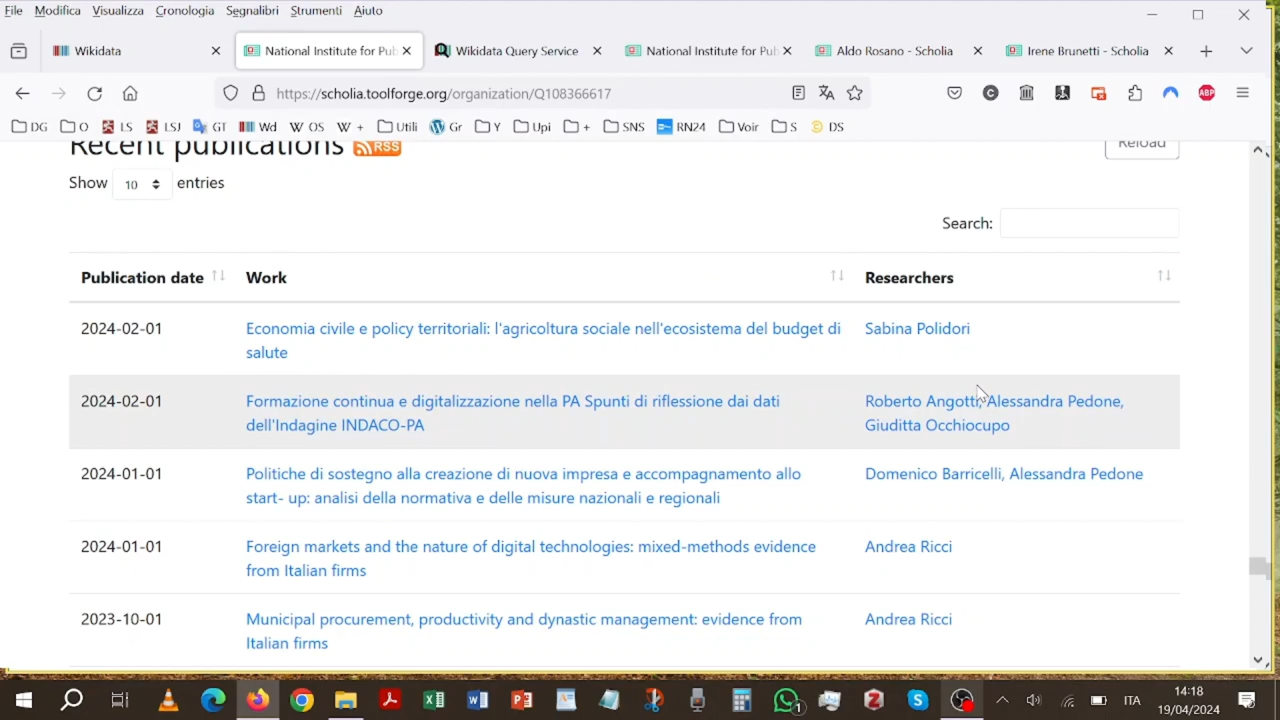 File Modifica Visualizza Cronologia Segnalibri Strumenti Aiuto
Wikidata
National Institute for Pub
Wikidata Query Service
National Institute for Pub
Aldo Rosano - Scholia
Irene Brunetti - Scholia
https://scholia.toolforge.org/organization/Q108366617
ABP
DG O LS LSJ GT Wd OS + Utili Gr Y Upi + SNS RN24 Voir S DS
Recent publications RSS
Reload
Show 10 entries
Search:
Publication date Work Researchers
2024-02-01 Economia civile e policy territoriali: l'agricoltura sociale nell'ecosistema del budget di Sabina Polidori
salute
2024-02-01 Formazione continua e digitalizzazione nella PA Spunti di riflessione dai dati Roberto Angotti, Alessandra Pedone,
dell'Indagine INDACO-PA Giuditta Occhiocupo
2024-01-01 Politiche di sostegno alla creazione di nuova impresa e accompagnamento allo Domenico Barricelli, Alessandra Pedone
start- up: analisi della normativa e delle misure nazionali e regionali
2024-01-01 Foreign markets and the nature of digital technologies: mixed-methods evidence Andrea Ricci
from Italian firms
2023-10-01 Municipal procurement, productivity and dynastic management: evidence from Andrea Ricci
Italian firms
1
ITA
14:18
19/04/2024